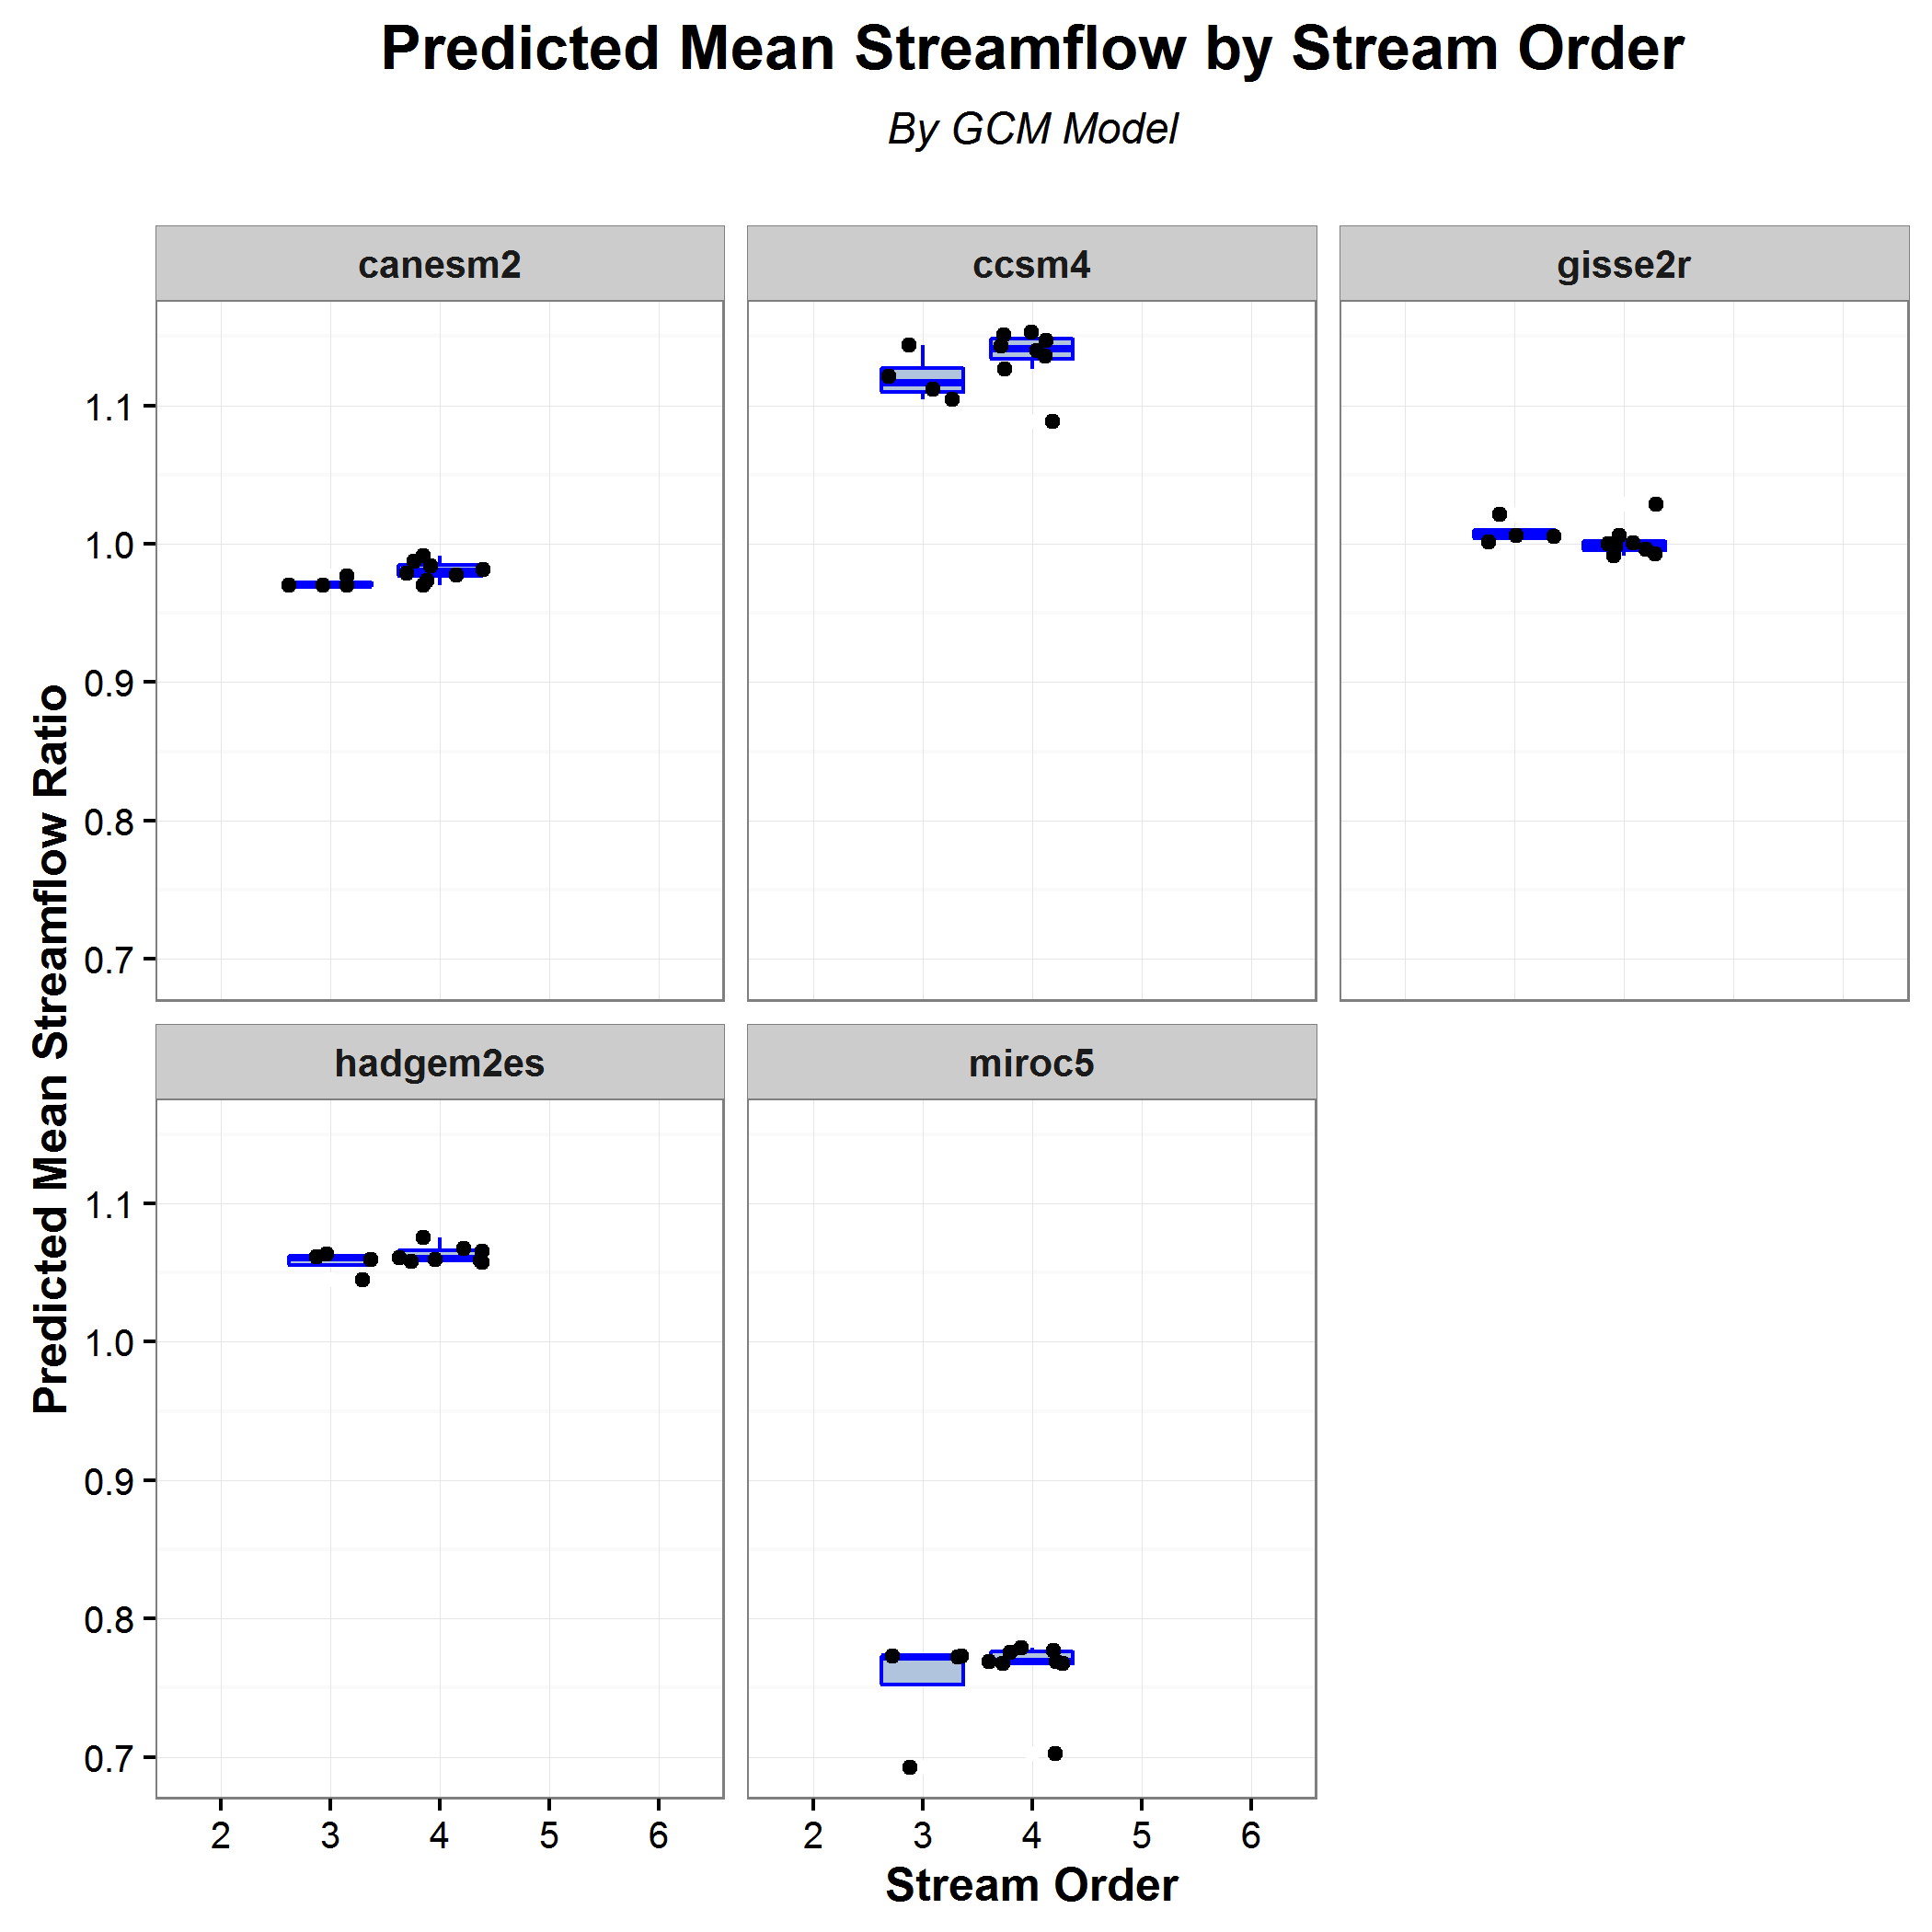 Predicted Mean Streamflow by Stream Order
By GCM Model
canesm2
ccsm4
gisse2r
1.1
1.0
0.9
0.8
0.7
Predicted Mean Streamflow Ratio
hadgem2es
miroc5
1.1
1.0
0.9
0.8
0.7
2 3 4 5 6
2 3 4 5 6
Stream Order